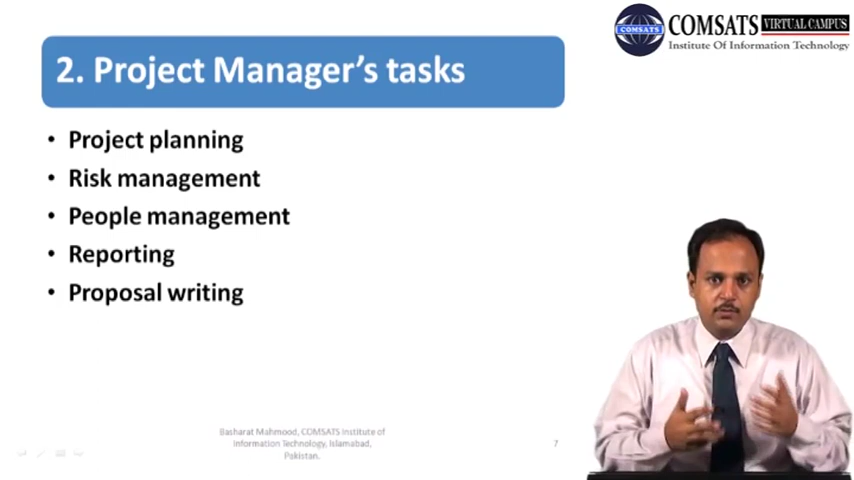 COMSATS VIRTUAL CAMPUS
Institute Of Information Technology
COMSATS
2. Project Manager's tasks
• Project planning
• Risk management
• People management
• Reporting
• Proposal writing
Basharat Mahmood, COMSATS Institute of
Information Technology, Islamabad,
Pakistan.
7